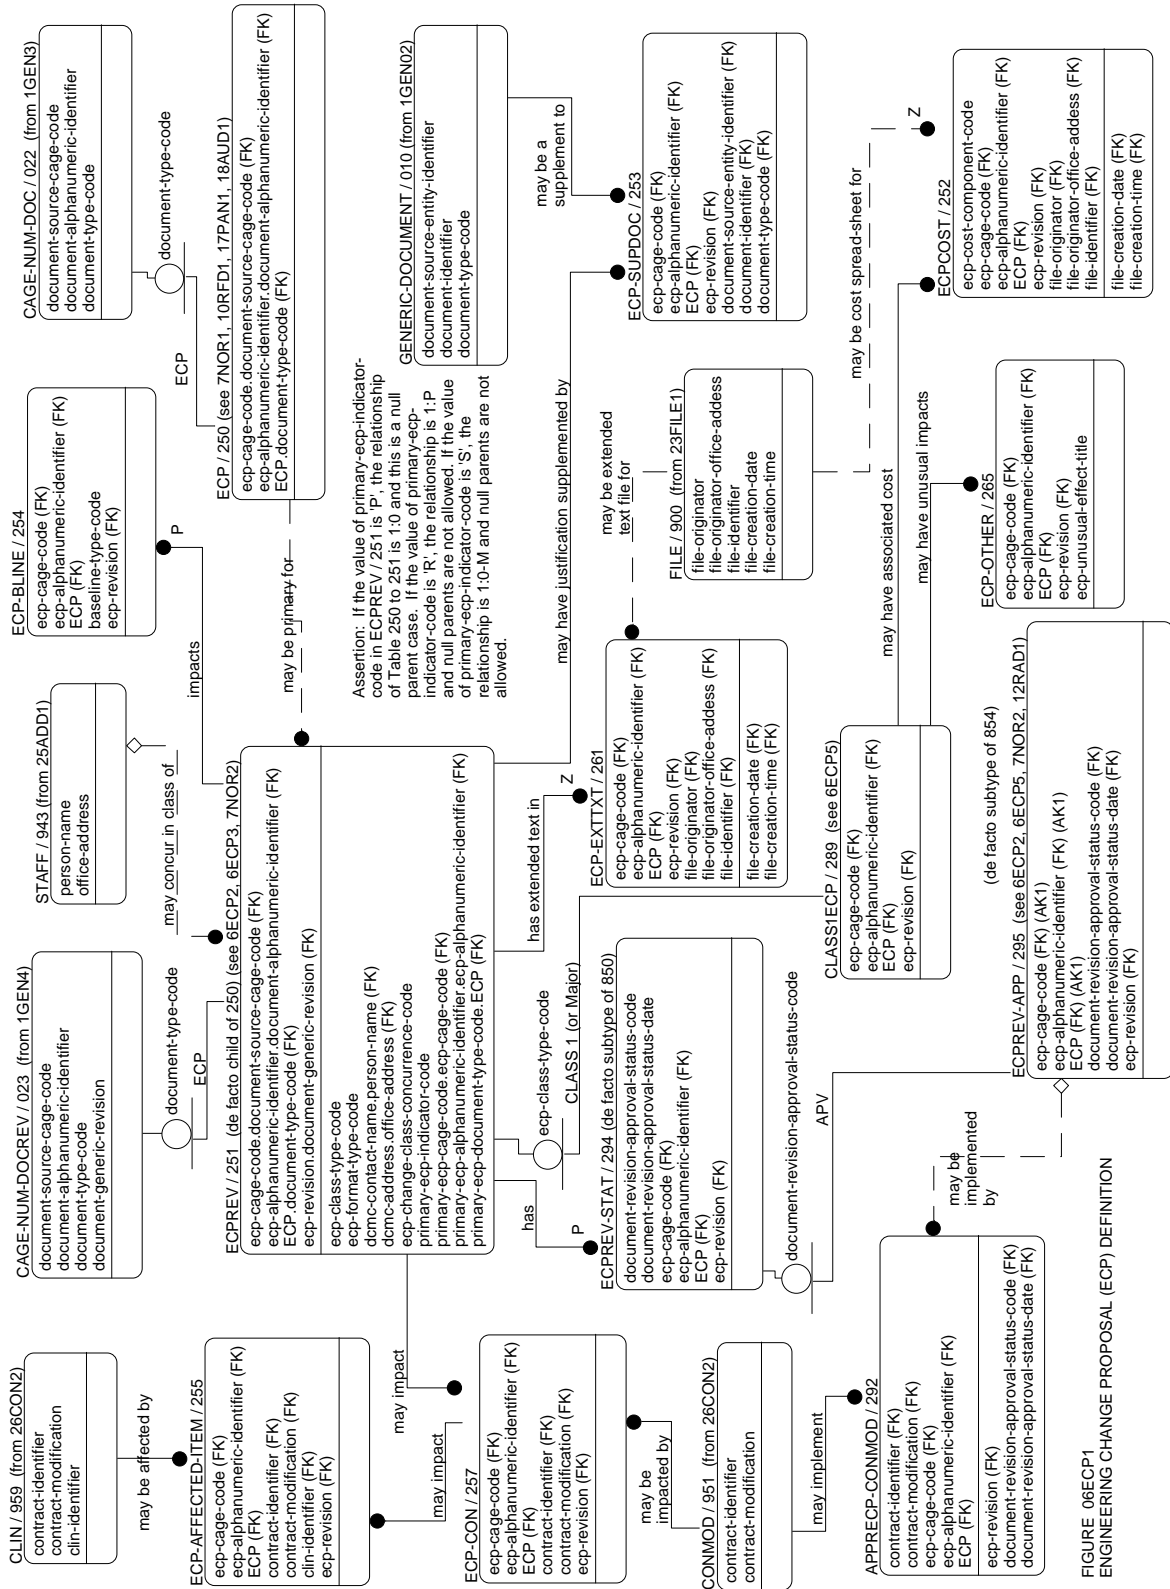 CLIN / 959  (from 26CON2)
contract-identifier
contract-modification
clin-identifier
may be affected by
ECP-AFFECTED-ITEM / 255
ecp-cage-code (FK)
ecp-alphanumeric-identifier (FK)
ECP (FK)
contract-identifier (FK)
contract-modification (FK)
clin-identifier (FK)
ecp-revision (FK)
may impact
ECP-CON / 257
ecp-cage-code (FK)
ecp-alphanumeric-identifier (FK)
ECP (FK)
contract-identifier (FK)
contract-modification (FK)
ecp-revision (FK)
may impact
may be
impacted by
CONMOD / 951  (from 26CON2)
contract-identifier
contract-modification
may implement
APPRECP-CONMOD / 292
contract-identifier (FK)
contract-modification (FK)
ecp-cage-code (FK)
ecp-alphanumeric-identifier (FK)
ECP (FK)
ecp-revision (FK)
document-revision-approval-status-code (FK)
document-revision-approval-status-date (FK)
may be
implemented
by
CAGE-NUM-DOCREV / 023  (from 1GEN4)
document-source-cage-code
document-alphanumeric-identifier
document-type-code
document-generic-revision
document-type-code
ECP
ECPREV / 251  (de facto child of 250) (see 6ECP2, 6ECP3, 7NOR2)
ecp-cage-code.document-source-cage-code (FK)
ecp-alphanumeric-identifier.document-alphanumeric-identifier (FK)
ECP.document-type-code (FK)
ecp-revision.document-generic-revision (FK)
ecp-class-type-code
ecp-format-type-code
dcmc-contact-name.person-name (FK)
dcmc-address.office-address (FK)
ecp-change-class-concurrence-code
primary-ecp-indicator-code
primary-ecp-cage-code.ecp-cage-code (FK)
primary-ecp-alphanumeric-identifier.ecp-alphanumeric-identifier (FK)
primary-ecp-document-type-code.ECP (FK)
has
P
ecp-class-type-code
CLASS 1 (or Major)
has extended text in
Z
ECPREV-STAT / 294 (de facto subtype of 850)
document-revision-approval-status-code
document-revision-approval-status-date
ecp-cage-code (FK)
ecp-alphanumeric-identifier (FK)
ECP (FK)
ecp-revision (FK)
document-revision-approval-status-code
APV
STAFF / 943 (from 25ADD1)
person-name
office-address
may concur in class of
ECP-BLINE / 254
ecp-cage-code (FK)
ecp-alphanumeric-identifier (FK)
ECP (FK)
baseline-type-code
ecp-revision (FK)
P
impacts
CAGE-NUM-DOC / 022  (from 1GEN3)
document-source-cage-code
document-alphanumeric-identifier
document-type-code
document-type-code
ECP
ECP / 250 (see 7NOR1, 10RFD1, 17PAN1, 18AUD1)
ecp-cage-code.document-source-cage-code (FK)
ecp-alphanumeric-identifier.document-alphanumeric-identifier (FK)
ECP.document-type-code (FK)
may be primary for
Assertion: If the value of primary-ecp-indicator-
code in ECPREV / 251 is 'P', the relationship
of Table 250 to 251 is 1:0 and this is a null
parent case. If the value of primary-ecp-
indicator-code is 'R', the relationship is 1:P
and null parents are not allowed. If the value
of primary-ecp-indicator-code is 'S', the
relationship is 1:0-M and null parents are not
allowed.
GENERIC-DOCUMENT / 010 (from 1GEN02)
document-source-entity-identifier
document-identifier
document-type-code
may be a
supplement to
may have justification supplemented by
ECP-SUPDOC / 253
ecp-cage-code (FK)
ecp-alphanumeric-identifier (FK)
ECP (FK)
ecp-revision (FK)
document-source-entity-identifier (FK)
document-identifier (FK)
document-type-code (FK)
ECP-EXTTXT / 261
ecp-cage-code (FK)
ecp-alphanumeric-identifier (FK)
ECP (FK)
ecp-revision (FK)
file-originator (FK)
file-originator-office-address (FK)
file-identifier (FK)
file-creation-date (FK)
file-creation-time (FK)
may be extended
text file for
FILE / 900  (from 23FILE1)
file-originator
file-originator-office-addess
file-identifier
file-creation-date
file-creation-time
may be cost spread-sheet for
Z
CLASS1ECP / 289  (see 6ECP5)
ecp-cage-code (FK)
ecp-alphanumeric-identifier (FK)
ECP (FK)
ecp-revision (FK)
may have associated cost
may have unusual impacts
ECPCOST / 252
ecp-cost-component-code
ecp-cage-code (FK)
ecp-alphanumeric-identifier (FK)
ECP (FK)
ecp-revision (FK)
file-originator (FK)
file-originator-office-addess (FK)
file-identifier (FK)
file-creation-date (FK)
file-creation-time (FK)
ECP-OTHER / 265
ecp-cage-code (FK)
ecp-alphanumeric-identifier (FK)
ECP (FK)
ecp-revision (FK)
ecp-unusual-effect-title
(de facto subtype of 854)
ECPREV-APP / 295  (see 6ECP2, 6ECP5, 7NOR2, 12RAD1)
ecp-cage-code (FK) (AK1)
ecp-alphanumeric-identifier (FK) (AK1)
ECP (FK) (AK1)
document-revision-approval-status-code (FK)
document-revision-approval-status-date (FK)
ecp-revision (FK)
FIGURE 06ECP1
ENGINEERING CHANGE PROPOSAL (ECP) DEFINITION